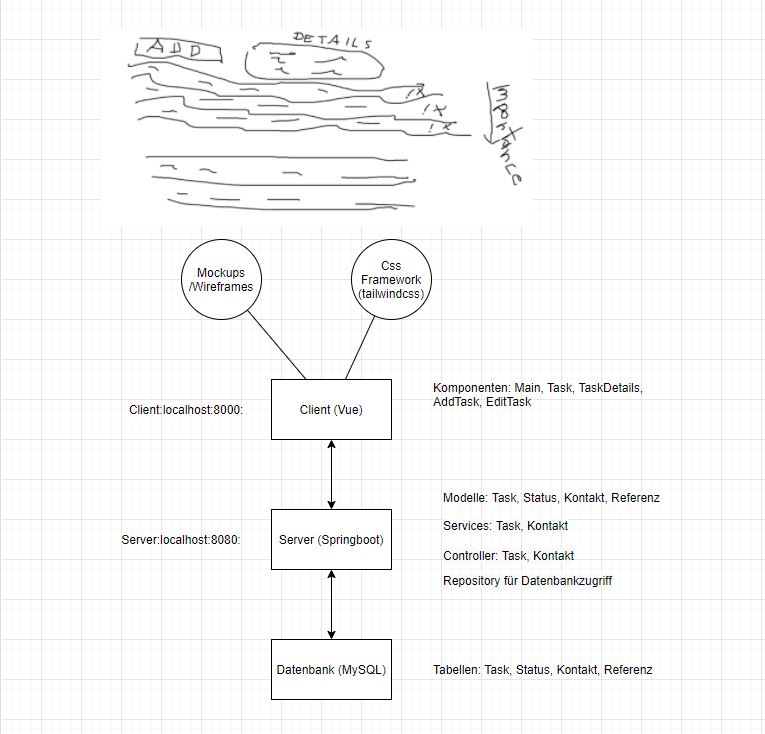 DETAILS
ADD
! X
! X
! X
Importance
Mockups
/Wireframes
Css
Framework
(tailwindcss)
Client:localhost:8000:
Client (Vue)
Komponenten: Main, Task, TaskDetails,
AddTask, EditTask
Server:localhost:8080:
Server (Springboot)
Modelle: Task, Status, Kontakt, Referenz
Services: Task, Kontakt
Controller: Task, Kontakt
Repository für Datenbankzugriff
Datenbank (MySQL)
Tabellen: Task, Status, Kontakt, Referenz